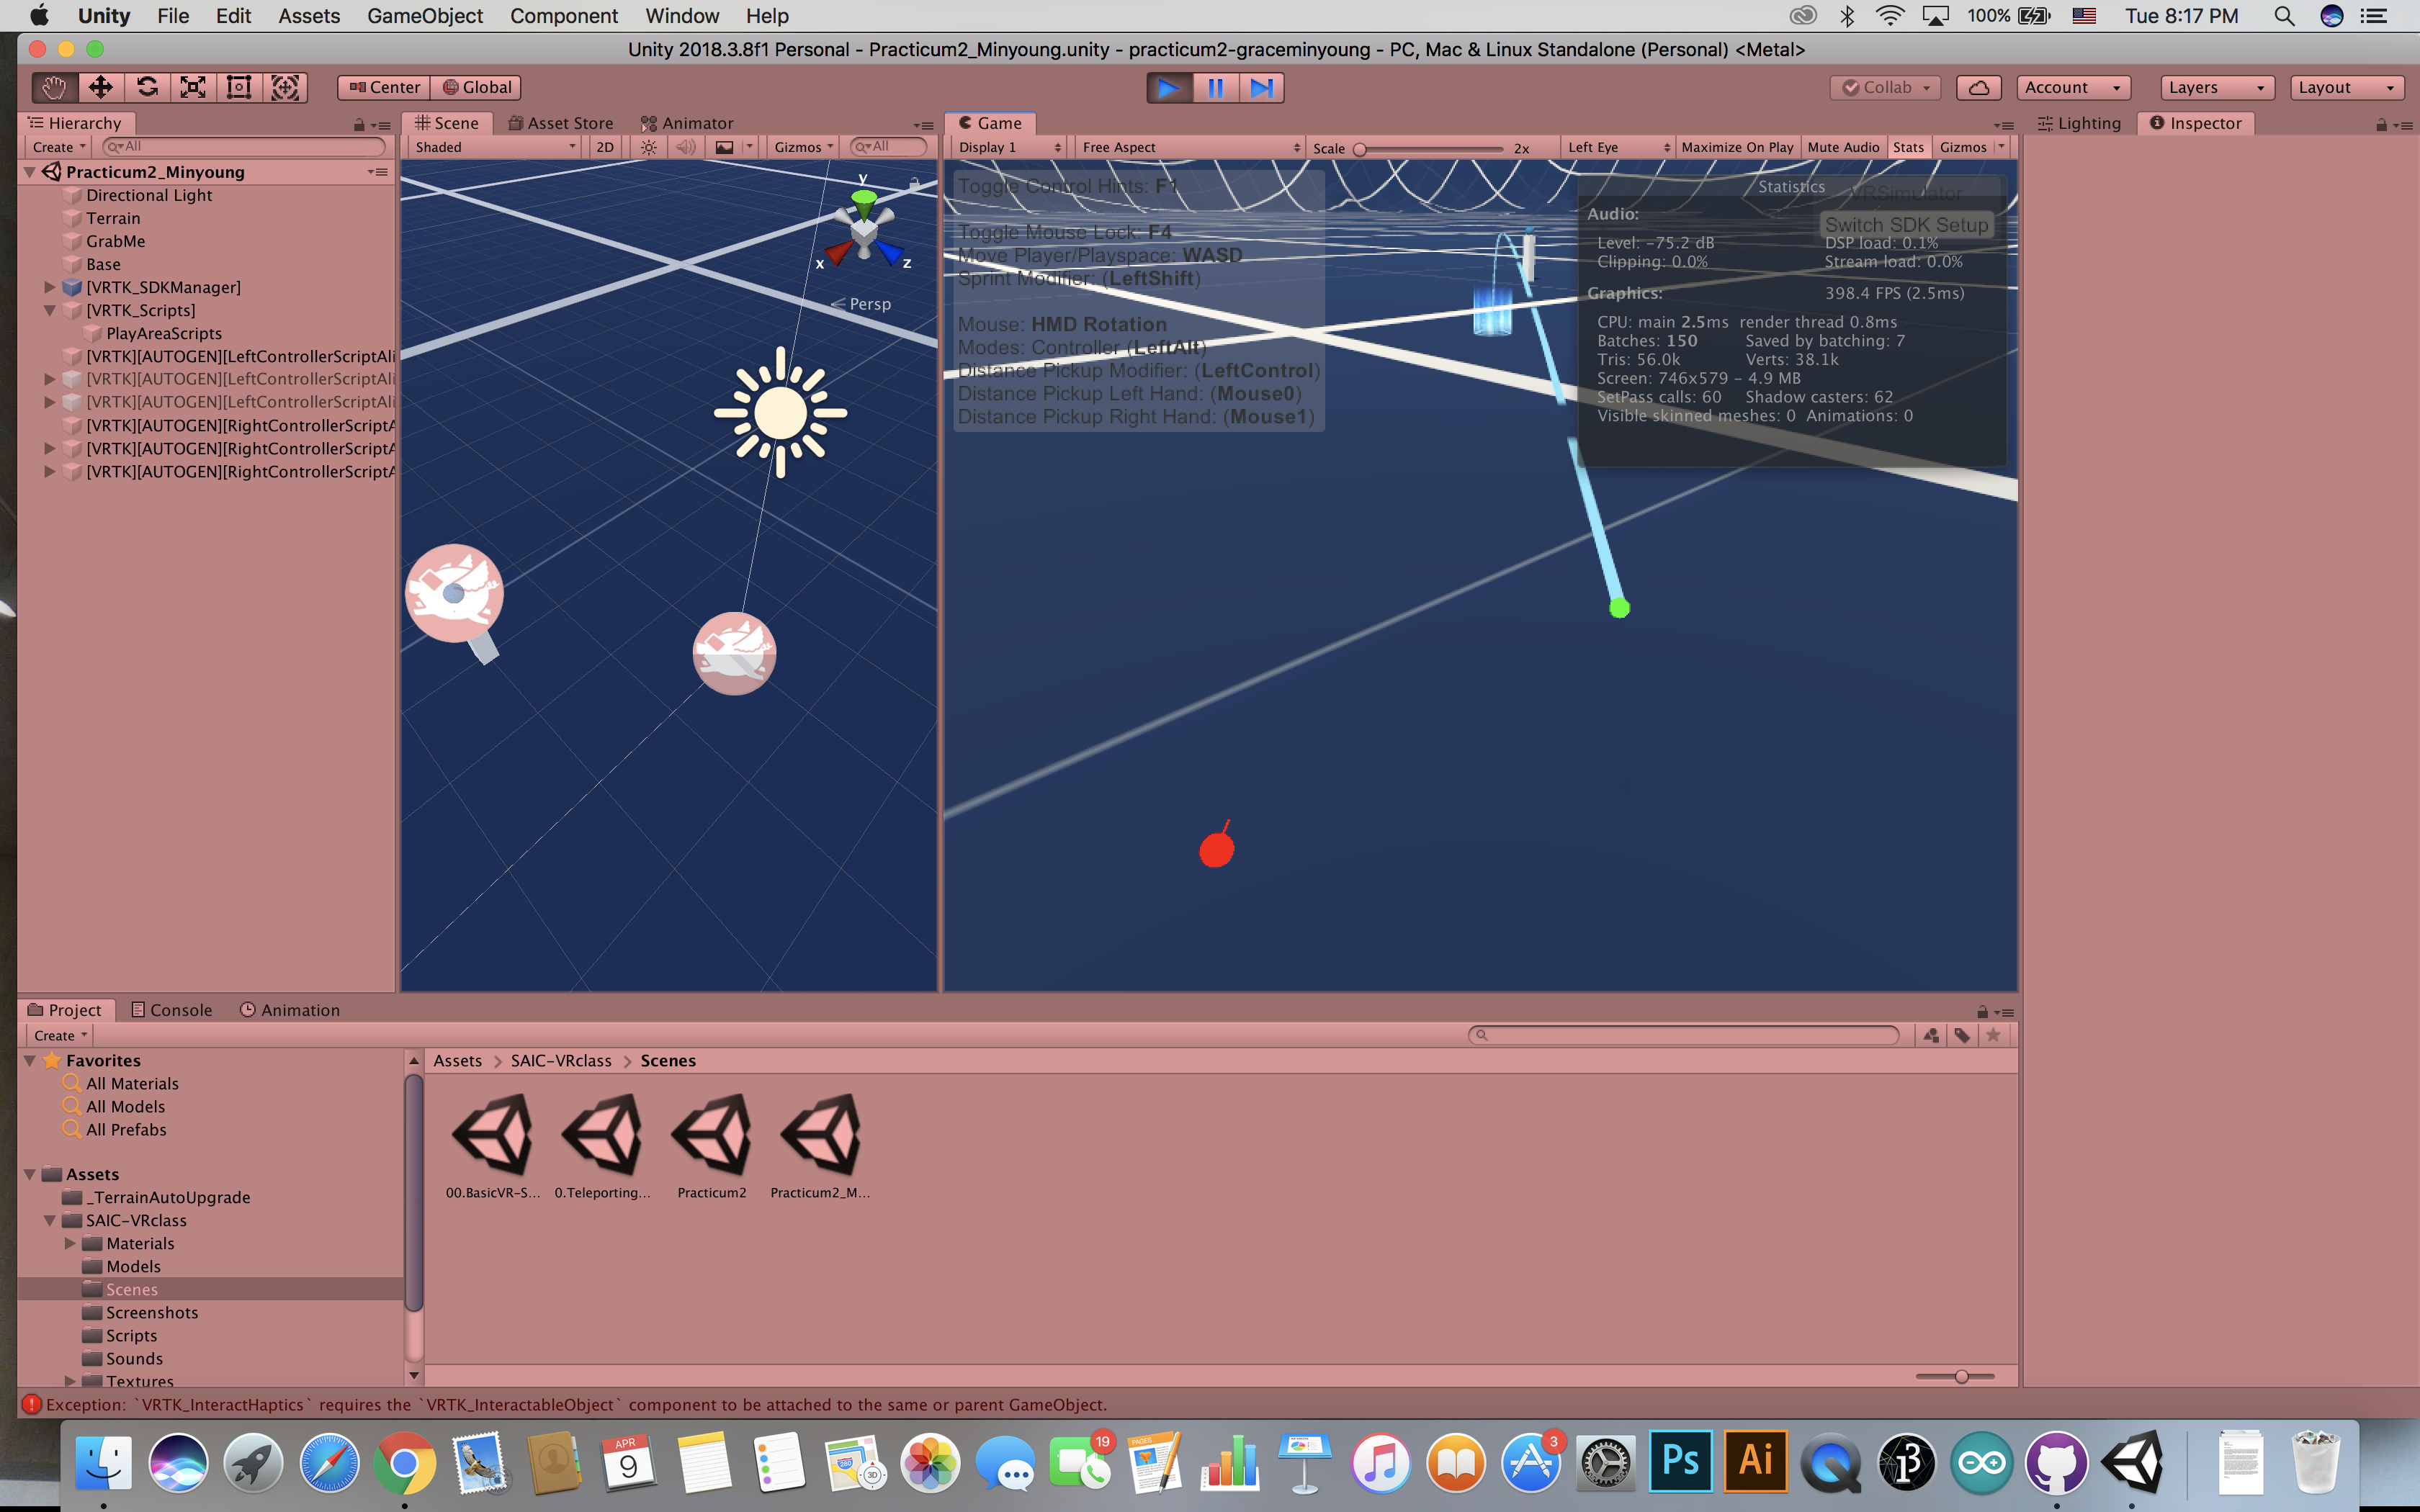 Unity File Edit Assets GameObject Component Window Help 100% Tue 8:17 PM
Unity 2018.3.8f1 Personal - Practicum2_Minyoung.unity - practicum2-graceminyoung - PC, Mac & Linux Standalone (Personal) <Metal>
Center Global Collab Account Layers Layout
Hierarchy Scene Asset Store Animator Game Lighting Inspector
Create All Shaded 2D Gizmos All Display 1 Free Aspect Scale 2x Left Eye Maximize On Play Mute Audio Stats Gizmos
Practicum2_Minyoung
Directional Light
Terrain
GrabMe
Base
[VRTK_SDKManager]
[VRTK_Scripts]
PlayAreaScripts
[VRTK][AUTOGEN][LeftControllerScriptAli
[VRTK][AUTOGEN][LeftControllerScriptAli
[VRTK][AUTOGEN][LeftControllerScriptAli
[VRTK][AUTOGEN][RightControllerScriptA
[VRTK][AUTOGEN][RightControllerScriptA
[VRTK][AUTOGEN][RightControllerScriptA
y
x z
Persp
Toggle Control Hints: F1
Toggle Mouse Lock: F4
Move Player/Playspace: WASD
Sprint Modifier: (LeftShift)
Mouse: HMD Rotation
Modes: Controller (LeftAlt)
Distance Pickup Modifier: (LeftControl)
Distance Pickup Left Hand: (Mouse0)
Distance Pickup Right Hand: (Mouse1)
Statistics
VRSimulator
Switch SDK Setup
Audio:
Level: -75.2 dB DSP load: 0.1%
Clipping: 0.0% Stream load: 0.0%
Graphics: 398.4 FPS (2.5ms)
CPU: main 2.5ms render thread 0.8ms
Batches: 150 Saved by batching: 7
Tris: 56.0k Verts: 38.1k
Screen: 746x579 - 4.9 MB
SetPass calls: 60 Shadow casters: 62
Visible skinned meshes: 0 Animations: 0
Project Console Animation
Create
Favorites
All Materials
All Models
All Prefabs
Assets
_TerrainAutoUpgrade
SAIC-VRclass
Materials
Models
Scenes
Screenshots
Scripts
Sounds
Textures
Assets > SAIC-VRclass > Scenes
00.BasicVR-S... 0.Teleporting... Practicum2 Practicum2_M...
Exception: `VRTK_InteractHaptics` requires the `VRTK_InteractableObject` component to be attached to the same or parent GameObject.
APR
9
280
3D
19
PAGES
3
Ps
Ai